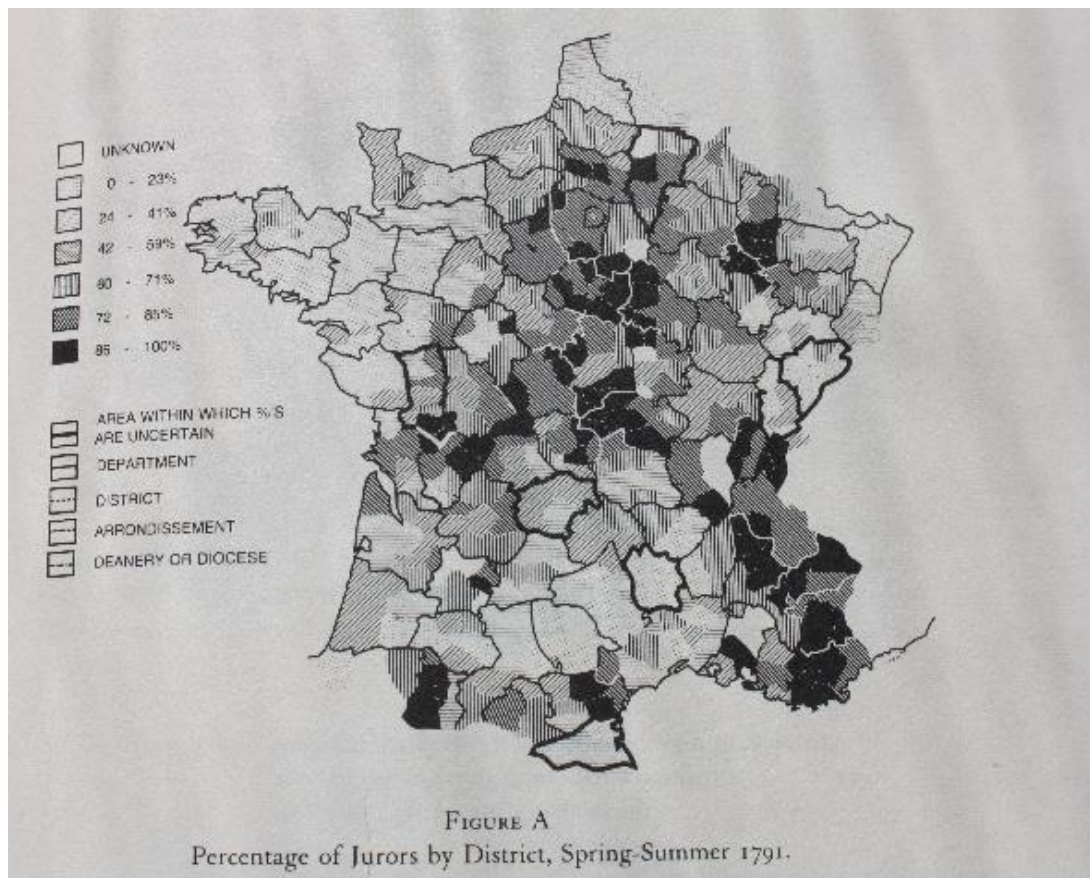 UNKNOWN
0 - 23%
24 - 41%
42 - 59%
60 - 71%
72 - 85%
86 - 100%
AREA WITHIN WHICH %'S
ARE UNCERTAIN
DEPARTMENT
DISTRICT
ARRONDISSEMENT
DEANERY OR DIOCESE
FIGURE A
Percentage of Jurors by District, Spring-Summer 1791.